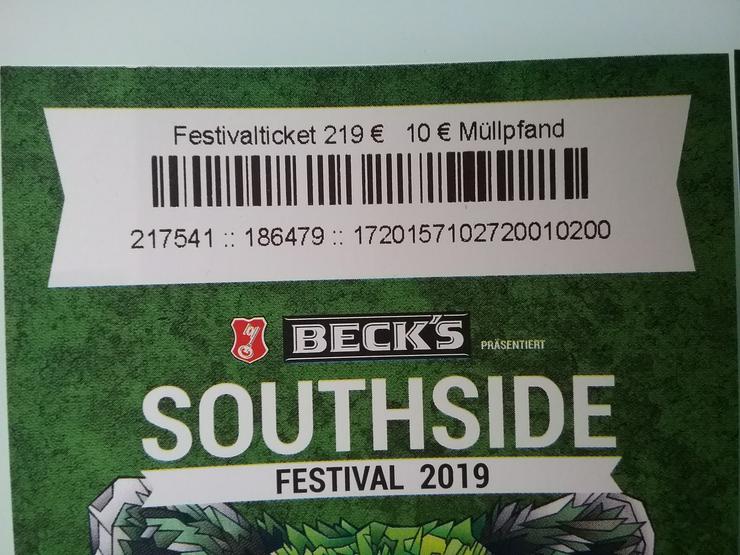 Festivalticket 219 € 10 € Müllpfand
217541 :: 186479 :: 1720157102720010200
BECK'S PRÄSENTIERT
SOUTHSIDE
FESTIVAL 2019